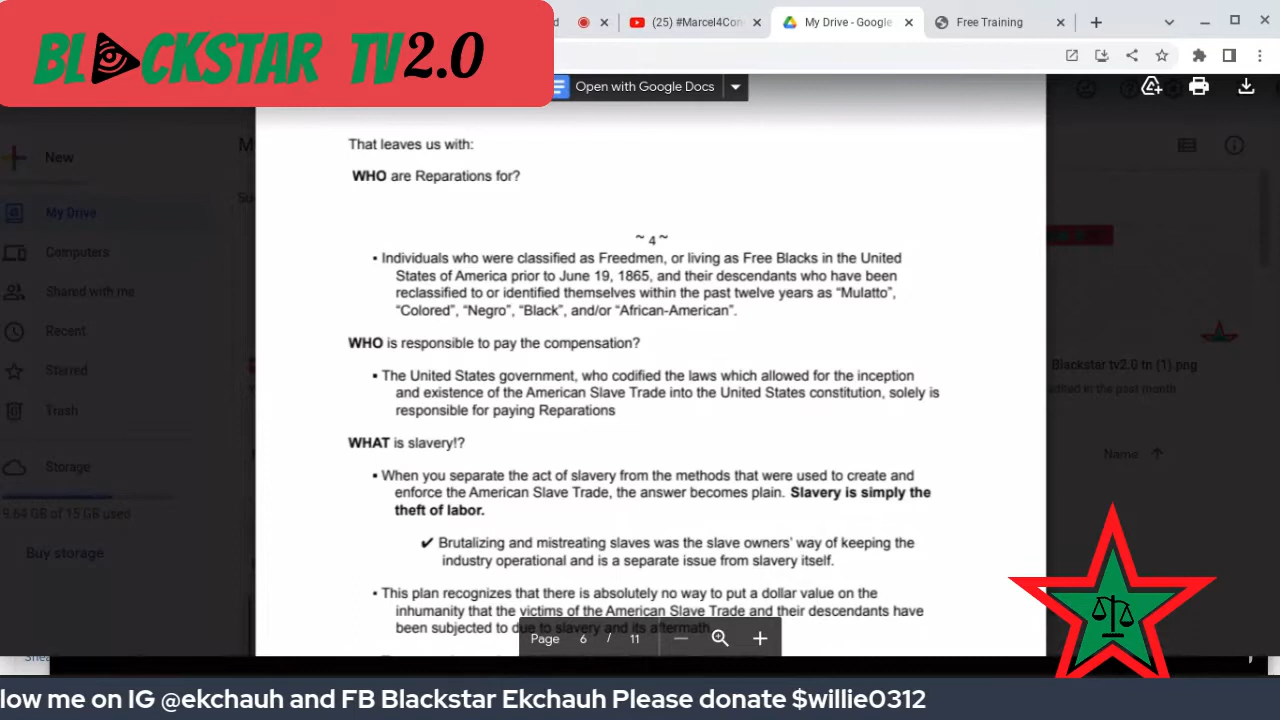 BLACKSTAR TV2.0
(25) #Marcel4Con
My Drive - Google
Free Training
Open with Google Docs
New
My Drive
Computers
Shared with me
Recent
Starred
Trash
Storage
9.64 GB of 15 GB used
Buy storage
That leaves us with:
WHO are Reparations for?
~ 4 ~
▪ Individuals who were classified as Freedmen, or living as Free Blacks in the United
States of America prior to June 19, 1865, and their descendants who have been
reclassified to or identified themselves within the past twelve years as “Mulatto”,
“Colored”, “Negro”, “Black”, and/or “African-American”.
WHO is responsible to pay the compensation?
▪ The United States government, who codified the laws which allowed for the inception
and existence of the American Slave Trade into the United States constitution, solely is
responsible for paying Reparations
WHAT is slavery!?
▪ When you separate the act of slavery from the methods that were used to create and
enforce the American Slave Trade, the answer becomes plain. Slavery is simply the
theft of labor.
✔ Brutalizing and mistreating slaves was the slave owners’ way of keeping the
industry operational and is a separate issue from slavery itself.
▪ This plan recognizes that there is absolutely no way to put a dollar value on the
inhumanity that the victims of the American Slave Trade and their descendants have
been subjected to due to slavery and its aftermath.
Page 6 / 11
Blackstar tv2.0 tn (1).png
edited in the past month
Name
low me on IG @ekchauh and FB Blackstar Ekchauh Please donate $willie0312